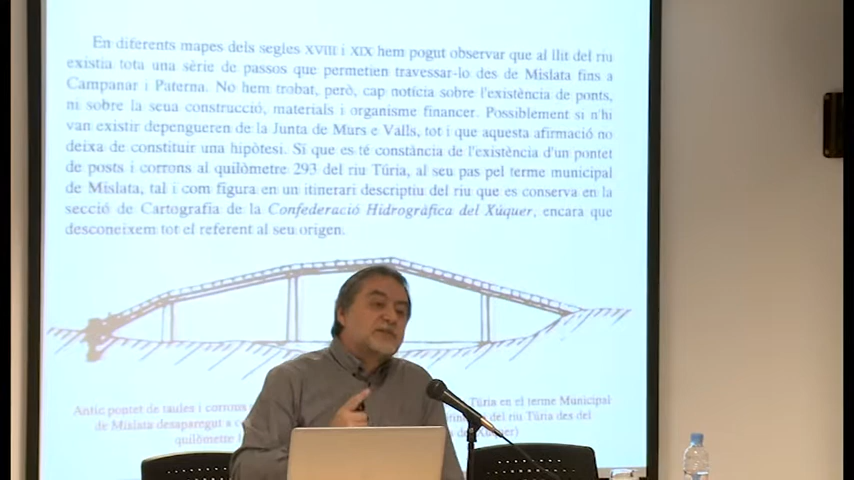 En diferents mapes dels segles XVIII i XIX hem pogut observar que al llit del riu
existia tota una sèrie de passos que permetien travessar-lo des de Mislata fins a
Campanar i Paterna. No hem trobat, però, cap notícia sobre l'existència de ponts,
ni sobre la seua construcció, materials i organisme financer. Possiblement si n'hi
van existir depengueren de la Junta de Murs e Valls, tot i que aquesta afirmació no
deixa de constituir una hipòtesi. Sí que es té constància de l'existència d'un pontet
de posts i corrons al quilòmetre 293 del riu Túria, al seu pas pel terme municipal
de Mislata, tal i com figura en un itinerari descriptiu del riu que es conserva en la
secció de Cartografia de la Confederació Hidrogràfica del Xúquer, encara que
desconeixem tot el referent al seu origen.
Antic pontet de taules i corrons Túria en el terme Municipal
de Mislata desaparegut a del riu Túria des del
quilòmetre Xúquer)